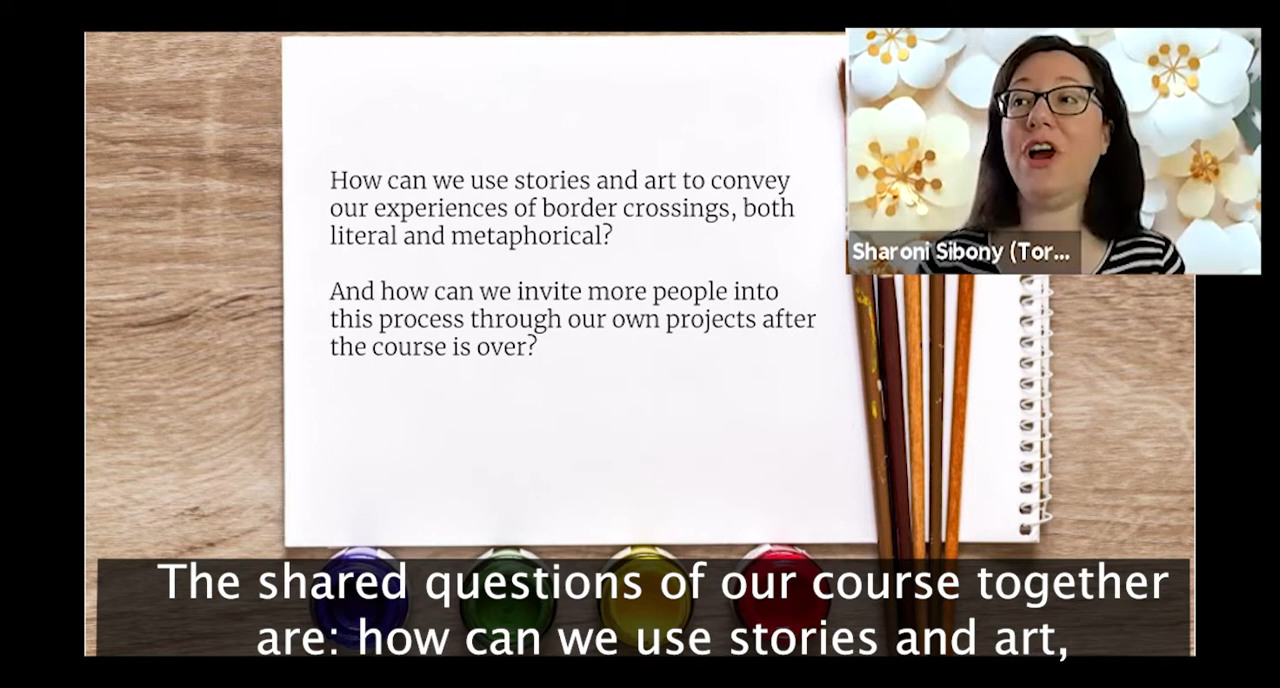 How can we use stories and art to convey
our experiences of border crossings, both
literal and metaphorical?
And how can we invite more people into
this process through our own projects after
the course is over?
Sharoni Sibony (Tor...
The shared questions of our course together
are: how can we use stories and art,